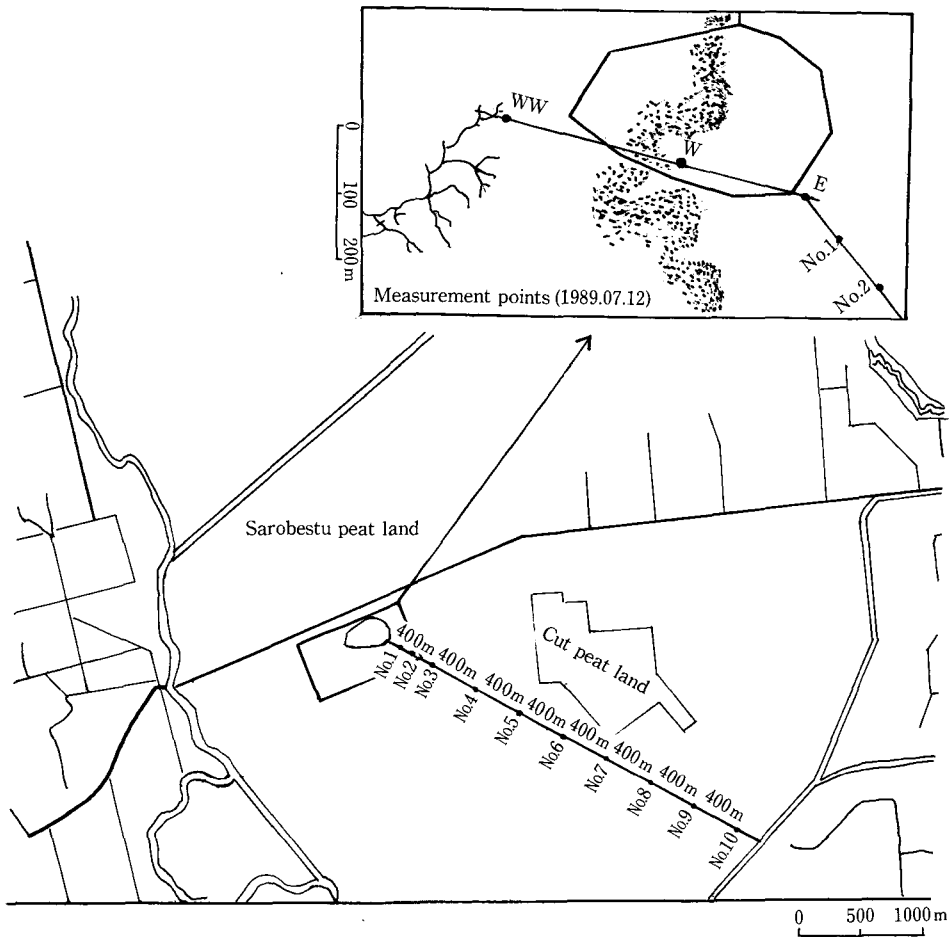 WW
W
E
No.1
No.2
0
100
200m
Measurement points (1989.07.12)
Sarobestu peat land
Cut peat land
400m
400m
400m
400m
400m
400m
400m
400m
No.1
No.2
No.3
No.4
No.5
No.6
No.7
No.8
No.9
No.10
0 500 1000m